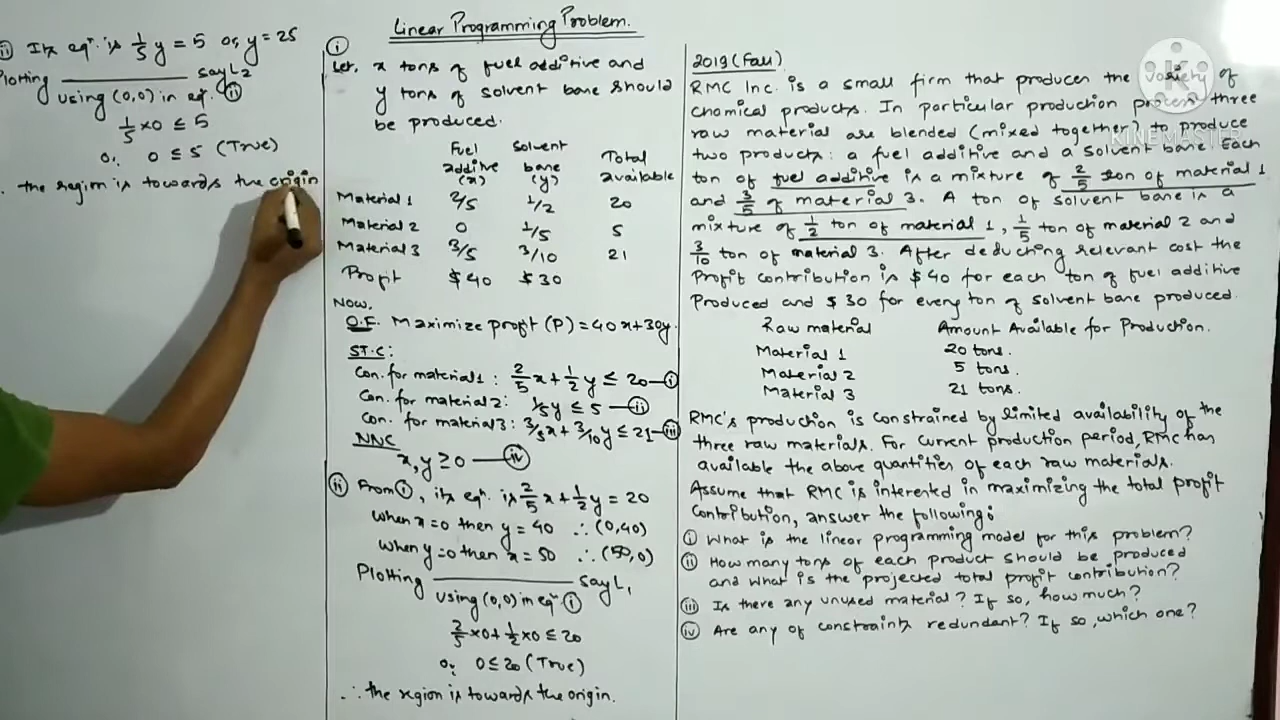 Linear Programming Problem.
ii) Its eqⁿ is 1/5 y = 5 or, y = 25
Plotting ________ say L2
using (0,0) in eqⁿ (ii)
1/5 × 0 ≤ 5
or, 0 ≤ 5 (True)
∴ the region is towards the origin
(i)
Let, x tons of fuel additive and
y tons of solvent base should
be produced.
Fuel additive (x) Solvent base (y) Total available
Material 1 2/5 1/2 20
Material 2 0 1/5 5
Material 3 3/5 3/10 21
Profit $40 $30
Now,
O.F. Maximize profit (P) = 40x+30y.
ST.C:
Con. for material 1: 2/5 x + 1/2 y ≤ 20 — (i)
Con. for material 2: 1/5 y ≤ 5 — (ii)
Con. for material 3: 3/5 x + 3/10 y ≤ 21 — (iii)
NNC
x, y ≥ 0 — (iv)
(ii) From (i), its eqⁿ is 2/5 x + 1/2 y = 20
When x=0 then y = 40 ∴ (0,40)
When y=0 then x = 50 ∴ (50,0)
Plotting ________ say L1
using (0,0) in eqⁿ (i)
2/5 × 0 + 1/2 × 0 ≤ 20
or, 0 ≤ 20 (True)
∴ the region is towards the origin.
2019 (Fall)
RMC Inc. is a small firm that produces the variety of
chemical products. In particular production process three
raw material are blended (mixed together) to produce
two products: a fuel additive and a solvent base. Each
ton of fuel additive is a mixture of 2/5 ton of material 1
and 3/5 of material 3. A ton of solvent base is a
mixture of 1/2 ton of material 1, 1/5 ton of material 2 and
3/10 ton of material 3. After deducting relevant cost the
Profit contribution is $40 for each ton of fuel additive
Produced and $30 for every ton of solvent base produced.
Raw material Amount Available for Production.
Material 1 20 tons.
Material 2 5 tons.
Material 3 21 tons.
RMC's production is constrained by limited availability of the
three raw materials. For current production period, RMC has
available the above quantities of each raw materials.
Assume that RMC is interested in maximizing the total profit
contribution, answer the following:
(i) What is the linear programming model for this problem?
(ii) How many tons of each product should be produced
and what is the projected total profit contribution?
(iii) Is there any unused material? If so, how much?
(iv) Are any of constraints redundant? If so, which one?
K
KINEMASTER